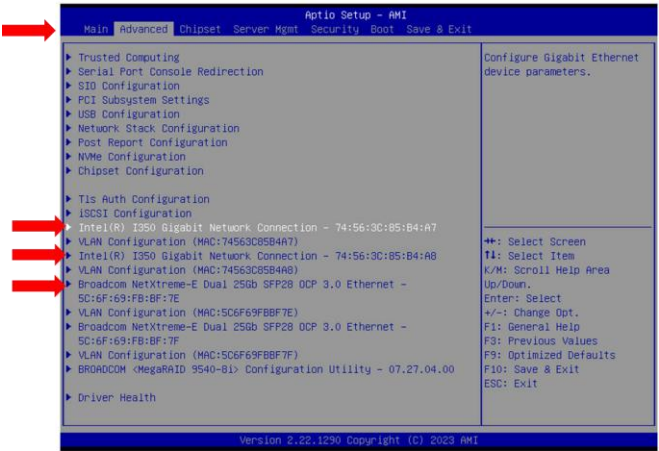 Aptio Setup - AMI
Main Advanced Chipset Server Mgmt Security Boot Save & Exit
Trusted Computing
Serial Port Console Redirection
SIO Configuration
PCI Subsystem Settings
USB Configuration
Network Stack Configuration
Post Report Configuration
NVMe Configuration
Chipset Configuration
Tls Auth Configuration
iSCSI Configuration
Intel(R) I350 Gigabit Network Connection - 74:56:3C:85:B4:A7
VLAN Configuration (MAC:74563C85B4A7)
Intel(R) I350 Gigabit Network Connection - 74:56:3C:85:B4:A8
VLAN Configuration (MAC:74563C85B4A8)
Broadcom NetXtreme-E Dual 25Gb SFP28 OCP 3.0 Ethernet -
5C:6F:69:FB:BF:7E
VLAN Configuration (MAC:5C6F69FBBF7E)
Broadcom NetXtreme-E Dual 25Gb SFP28 OCP 3.0 Ethernet -
5C:6F:69:FB:BF:7F
VLAN Configuration (MAC:5C6F69FBBF7F)
BROADCOM <MegaRAID 9540-8i> Configuration Utility - 07.27.04.00
Driver Health
Configure Gigabit Ethernet
device parameters.
→←: Select Screen
↑↓: Select Item
K/M: Scroll Help Area
Up/Down.
Enter: Select
+/-: Change Opt.
F1: General Help
F3: Previous Values
F9: Optimized Defaults
F10: Save & Exit
ESC: Exit
Version 2.22.1290 Copyright (C) 2023 AMI